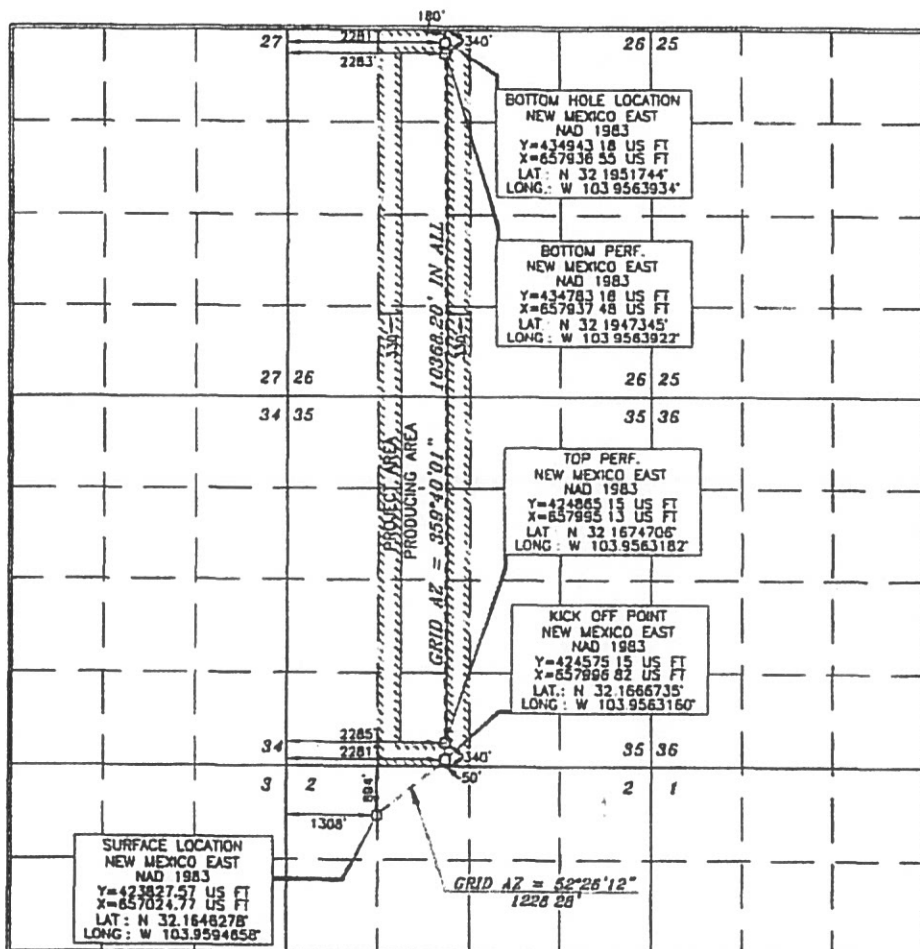 180'
27
2281'
340'
26 25
2283'
BOTTOM HOLE LOCATION
NEW MEXICO EAST
NAD 1983
Y=434943.18 US FT
X=657936.55 US FT
LAT.: N 32.1951744°
LONG.: W 103.9563934°
BOTTOM PERF.
NEW MEXICO EAST
NAD 1983
Y=434783.18 US FT
X=657937.48 US FT
LAT.: N 32.1947345°
LONG.: W 103.9563922°
330'
330'
10368.20' IN ALL
GRID AZ = 359°40'01"
27 26
26 25
34 35
35 36
PROJECT AREA
PRODUCING AREA
TOP PERF.
NEW MEXICO EAST
NAD 1983
Y=424865.15 US FT
X=657995.13 US FT
LAT.: N 32.1674706°
LONG.: W 103.9563182°
KICK OFF POINT
NEW MEXICO EAST
NAD 1983
Y=424575.15 US FT
X=657996.82 US FT
LAT.: N 32.1666735°
LONG.: W 103.9563160°
34
2285'
2281'
340'
35 36
50'
3 2
2 1
894'
1308'
SURFACE LOCATION
NEW MEXICO EAST
NAD 1983
Y=423827.57 US FT
X=657024.77 US FT
LAT.: N 32.1646278°
LONG.: W 103.9594658°
GRID AZ = 52°26'12"
1226.28'